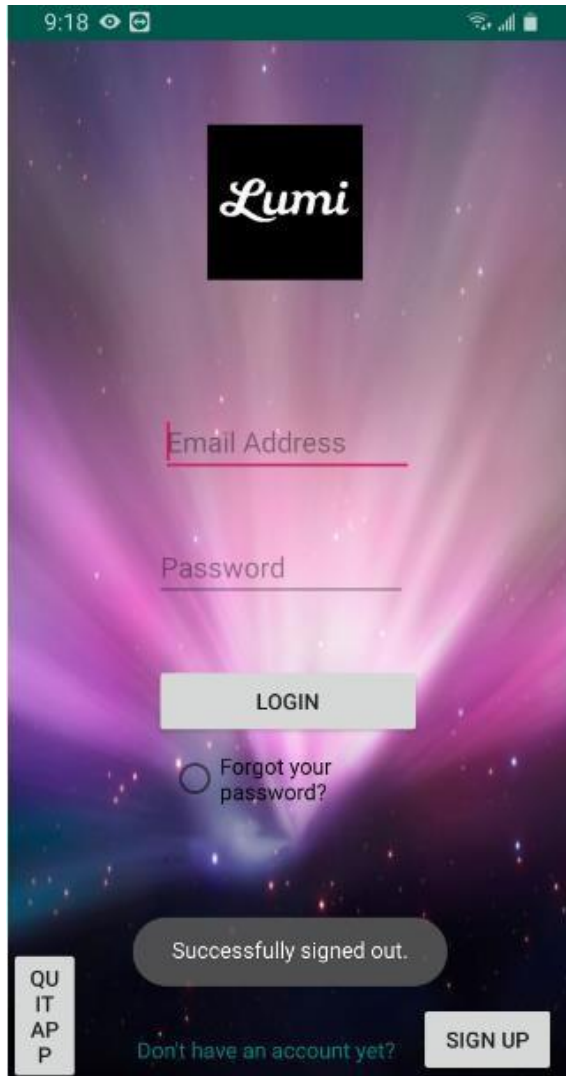 9:18
Lumi
Email Address
Password
LOGIN
Forgot your
password?
Successfully signed out.
QU
IT
AP
P
Don't have an account yet?
SIGN UP